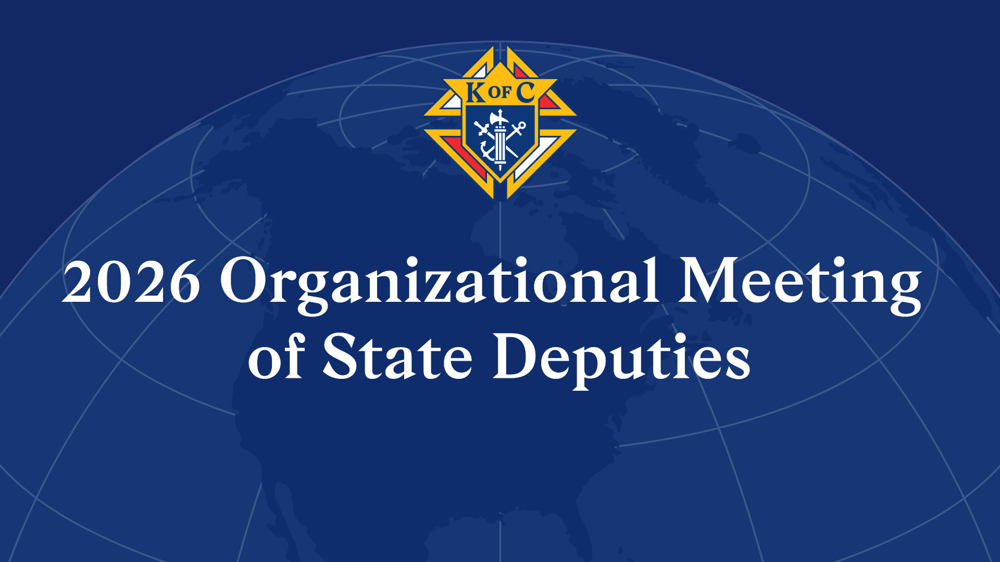 K OF C
2026 Organizational Meeting
of State Deputies